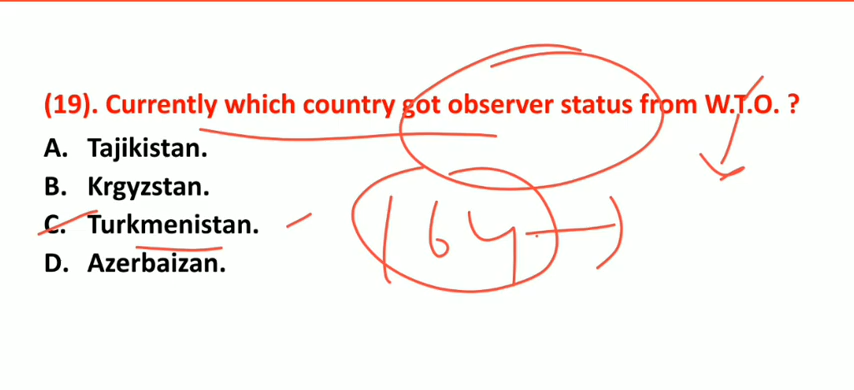 (19). Currently which country got observer status from W.T.O. ?
A. Tajikistan.
B. Krgyzstan.
C. Turkmenistan.
D. Azerbaizan.
164